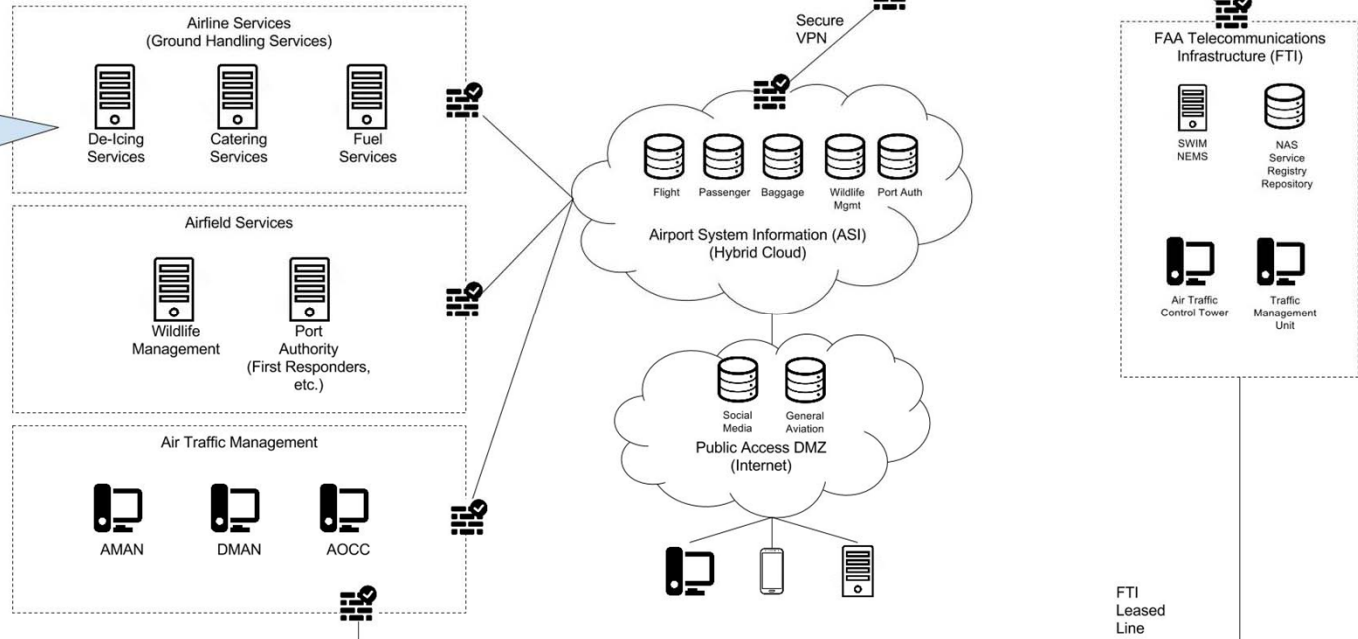 Airline Services
(Ground Handling Services)
De-Icing
Services
Catering
Services
Fuel
Services
Airfield Services
Wildlife
Management
Port
Authority
(First Responders,
etc.)
Air Traffic Management
AMAN
DMAN
AOCC
Secure
VPN
Flight
Passenger
Baggage
Wildlife
Mgmt
Port Auth
Airport System Information (ASI)
(Hybrid Cloud)
Social
Media
General
Aviation
Public Access DMZ
(Internet)
FAA Telecommunications
Infrastructure (FTI)
SWIM
NEMS
NAS
Service
Registry
Repository
Air Traffic
Control Tower
Traffic
Management
Unit
FTI
Leased
Line